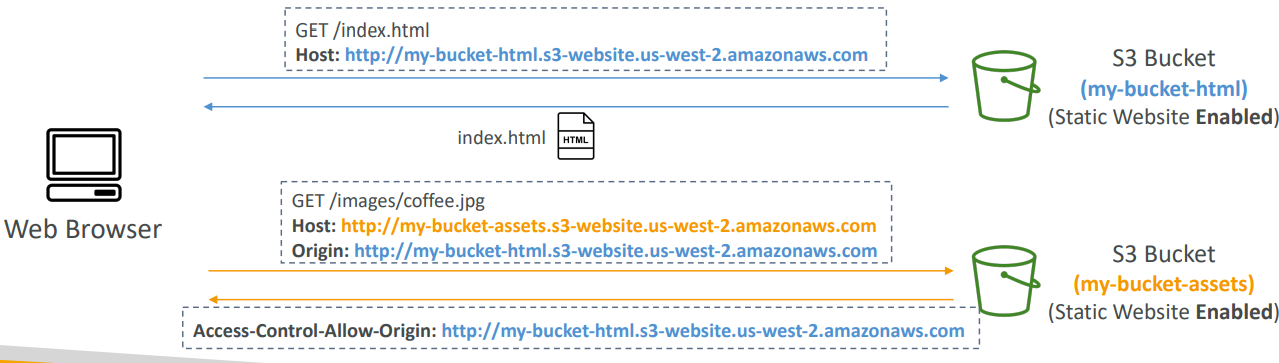 GET /index.html
Host: http://my-bucket-html.s3-website.us-west-2.amazonaws.com
S3 Bucket
(my-bucket-html)
(Static Website Enabled)
index.html
HTML
Web Browser
GET /images/coffee.jpg
Host: http://my-bucket-assets.s3-website.us-west-2.amazonaws.com
Origin: http://my-bucket-html.s3-website.us-west-2.amazonaws.com
S3 Bucket
(my-bucket-assets)
(Static Website Enabled)
Access-Control-Allow-Origin: http://my-bucket-html.s3-website.us-west-2.amazonaws.com